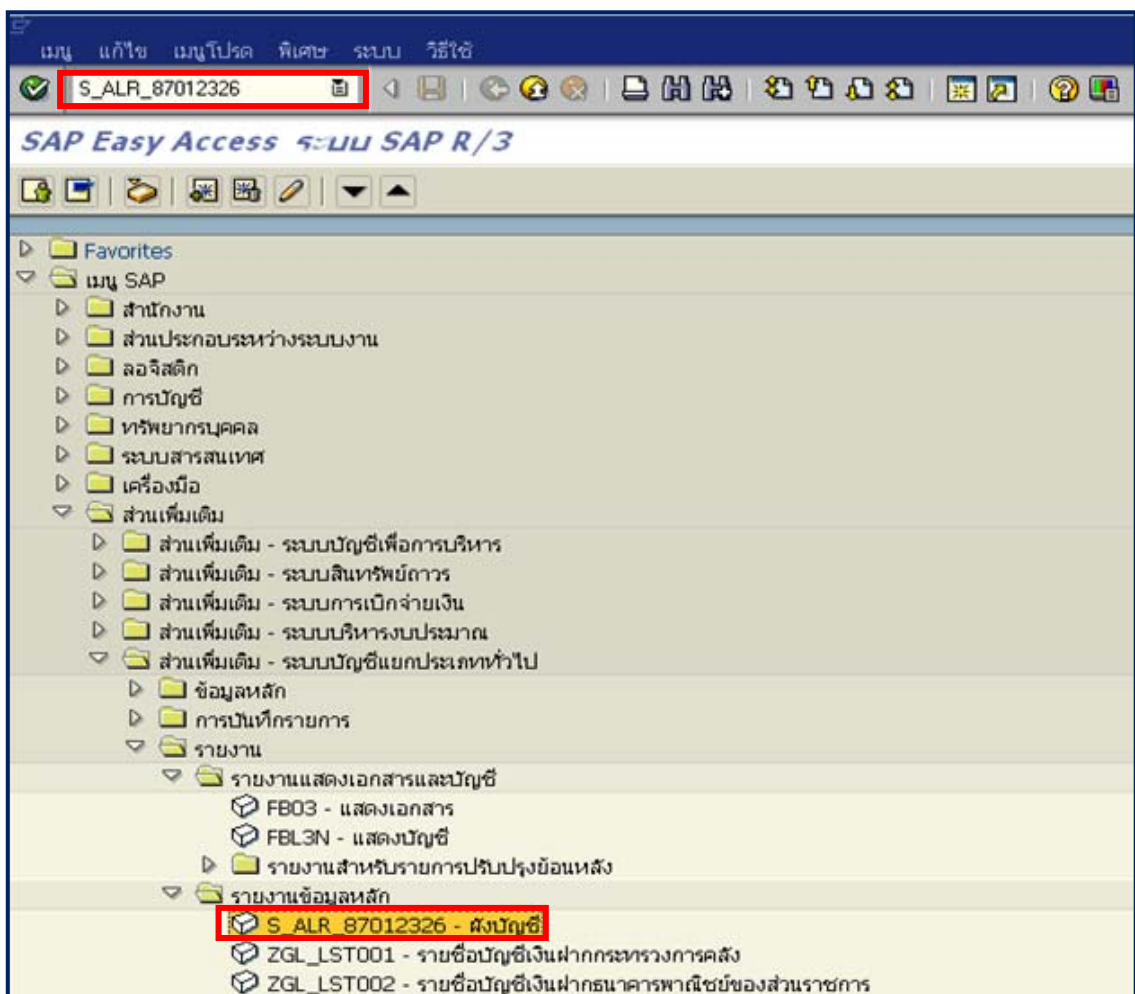 เมนู แก้ไข เมนูโปรด พิเศษ ระบบ วิธีใช้
S_ALR_87012326
SAP Easy Access ระบบ SAP R/3
Favorites
เมนู SAP
สำนักงาน
ส่วนประกอบระหว่างระบบงาน
ลอจิสติก
การบัญชี
ทรัพยากรบุคคล
ระบบสารสนเทศ
เครื่องมือ
ส่วนเพิ่มเติม
ส่วนเพิ่มเติม - ระบบบัญชีเพื่อการบริหาร
ส่วนเพิ่มเติม - ระบบสินทรัพย์ถาวร
ส่วนเพิ่มเติม - ระบบการเบิกจ่ายเงิน
ส่วนเพิ่มเติม - ระบบบริหารงบประมาณ
ส่วนเพิ่มเติม - ระบบบัญชีแยกประเภททั่วไป
ข้อมูลหลัก
การบันทึกรายการ
รายงาน
รายงานแสดงเอกสารและบัญชี
FB03 - แสดงเอกสาร
FBL3N - แสดงบัญชี
รายงานสำหรับรายการปรับปรุงย้อนหลัง
รายงานข้อมูลหลัก
S_ALR_87012326 - ผังบัญชี
ZGL_LST001 - รายชื่อบัญชีเงินฝากกระทรวงการคลัง
ZGL_LST002 - รายชื่อบัญชีเงินฝากธนาคารพาณิชย์ของส่วนราชการ